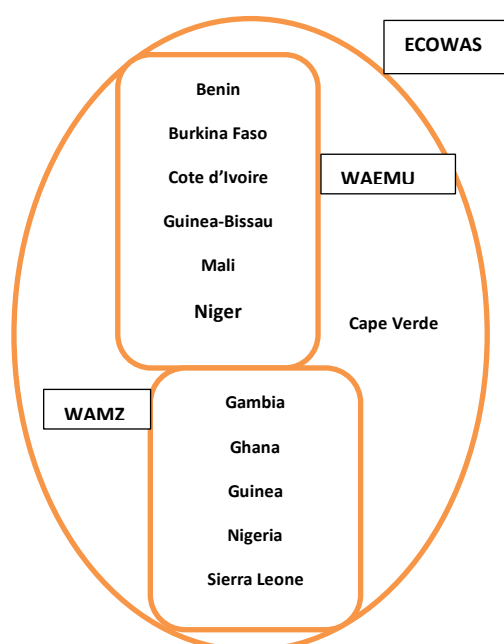 ECOWAS
Benin
Burkina Faso
Cote d’Ivoire
WAEMU
Guinea-Bissau
Mali
Niger
Cape Verde
WAMZ
Gambia
Ghana
Guinea
Nigeria
Sierra Leone